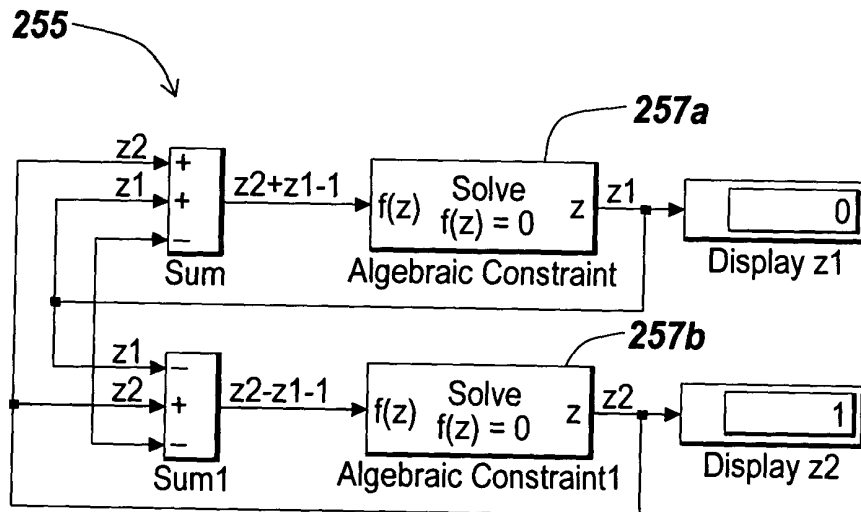 255
257a
z2
+
z1
+
−
Sum
z2+z1-1
f(z)
Solve
f(z) = 0
z
Algebraic Constraint
z1
0
Display z1
257b
z1
−
z2
+
−
Sum1
z2-z1-1
f(z)
Solve
f(z) = 0
z
Algebraic Constraint1
z2
1
Display z2